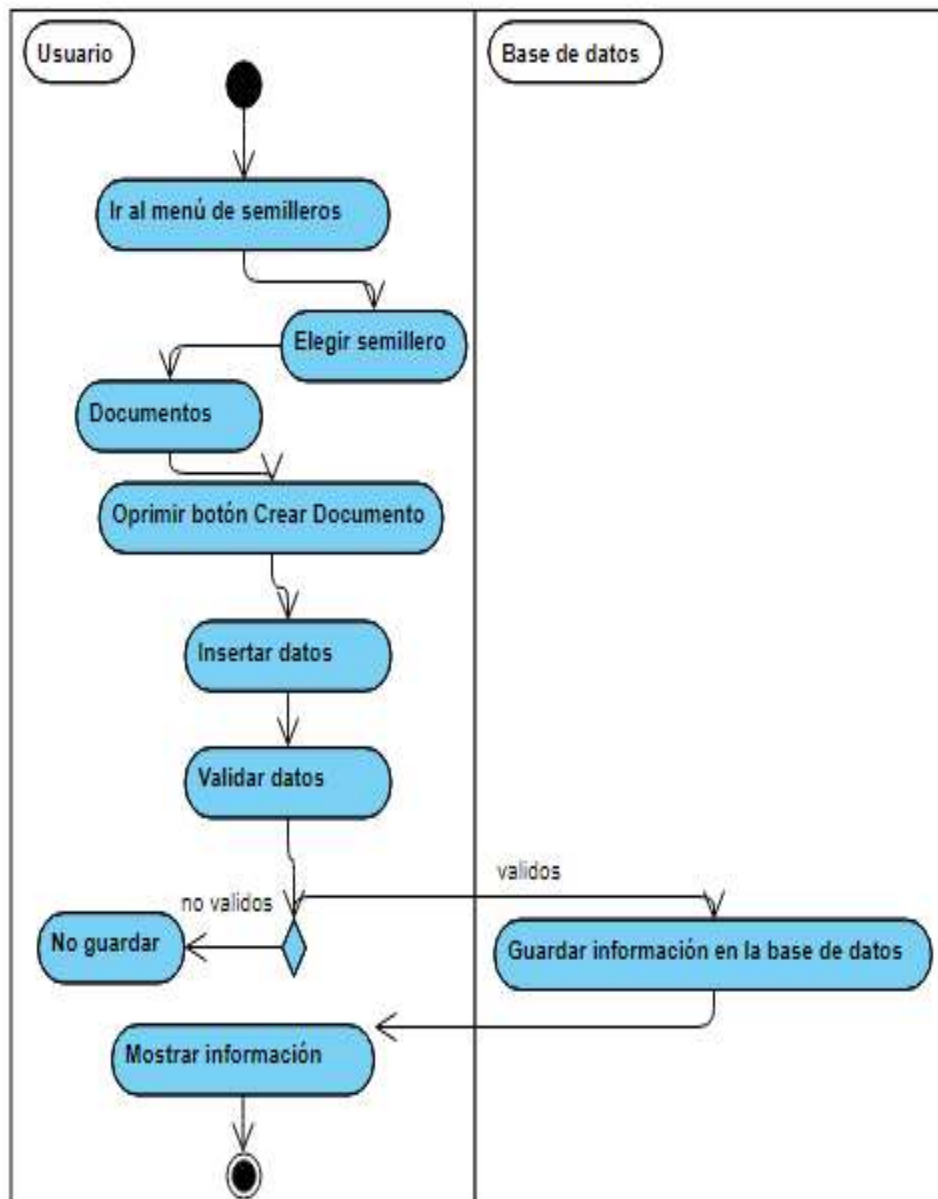 Usuario
Base de datos
Ir al menú de semilleros
Elegir semillero
Documentos
Oprimir botón Crear Documento
Insertar datos
Validar datos
validos
no validos
No guardar
Guardar información en la base de datos
Mostrar información